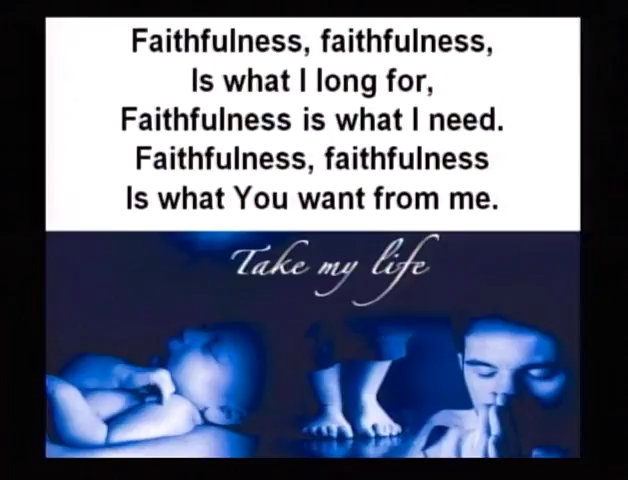 Faithfulness, faithfulness,
Is what I long for,
Faithfulness is what I need.
Faithfulness, faithfulness
Is what You want from me.
Take my life